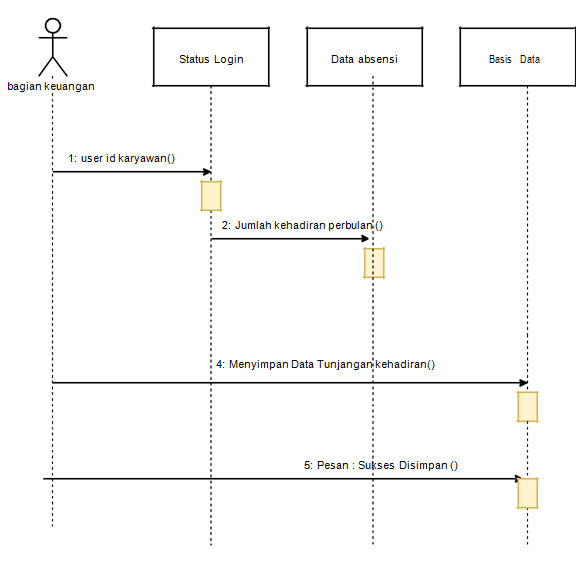 Status Login
Data absensi
Basis Data
bagian keuangan
1: user id karyawan()
2: Jumlah kehadiran perbulan()
4: Menyimpan Data Tunjangan kehadiran()
5: Pesan : Sukses Disimpan ()